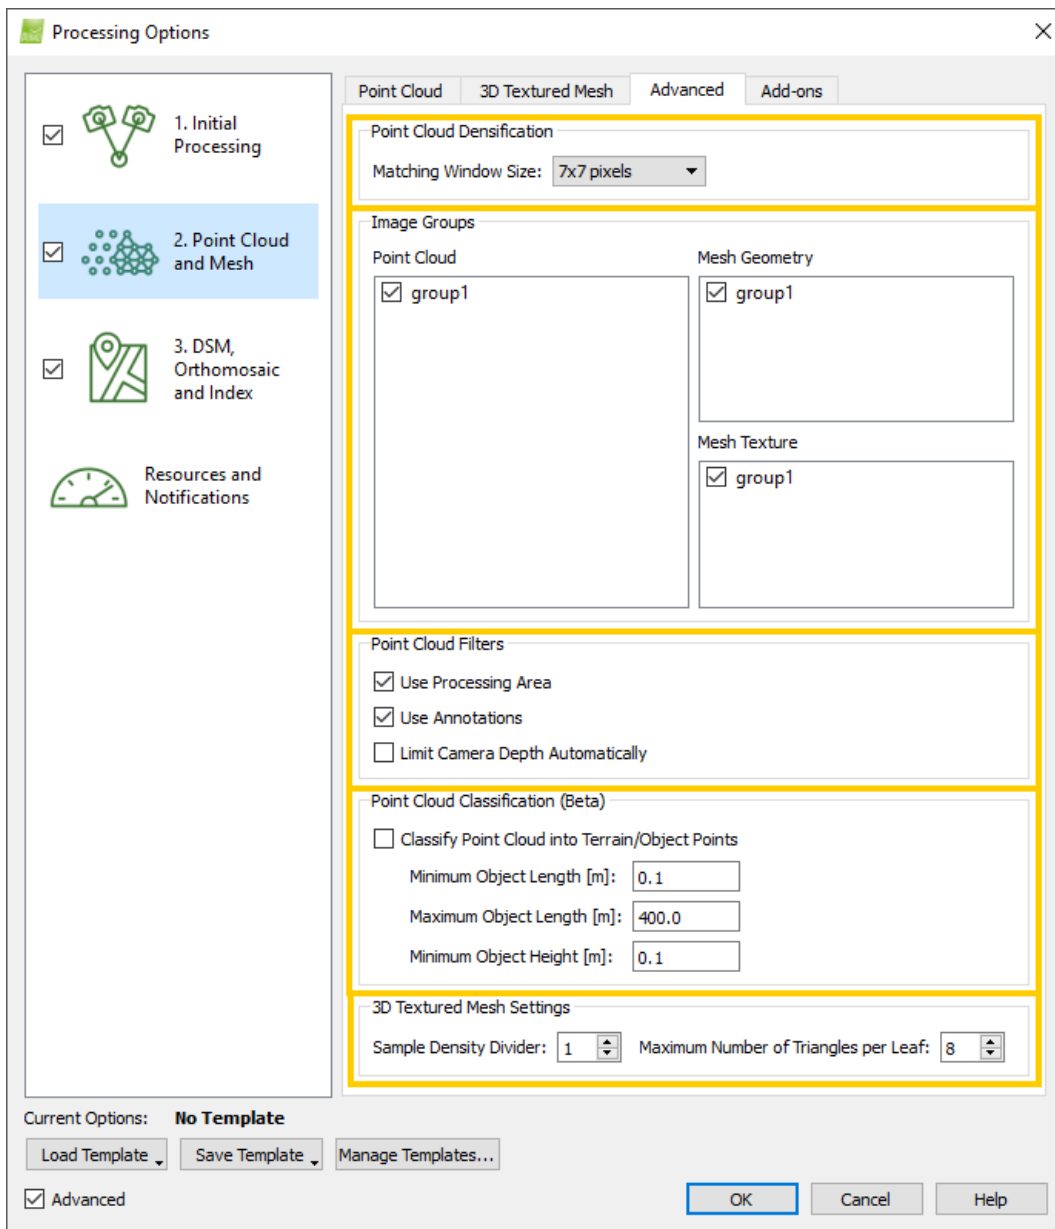 Processing Options
1. Initial
Processing
2. Point Cloud
and Mesh
3. DSM,
Orthomosaic
and Index
Resources and
Notifications
Point Cloud
3D Textured Mesh
Advanced
Add-ons
Point Cloud Densification
Matching Window Size: 7x7 pixels
Image Groups
Point Cloud
group1
Mesh Geometry
group1
Mesh Texture
group1
Point Cloud Filters
Use Processing Area
Use Annotations
Limit Camera Depth Automatically
Point Cloud Classification (Beta)
Classify Point Cloud into Terrain/Object Points
Minimum Object Length [m]: 0.1
Maximum Object Length [m]: 400.0
Minimum Object Height [m]: 0.1
3D Textured Mesh Settings
Sample Density Divider: 1 Maximum Number of Triangles per Leaf: 8
Current Options: No Template
Load Template Save Template Manage Templates...
Advanced
OK Cancel Help